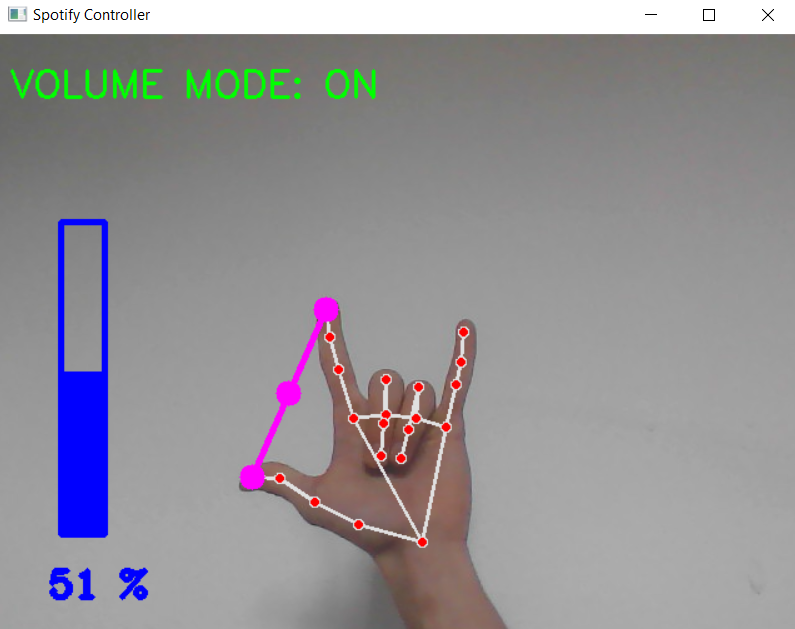 Spotify Controller
VOLUME MODE: ON
51 %